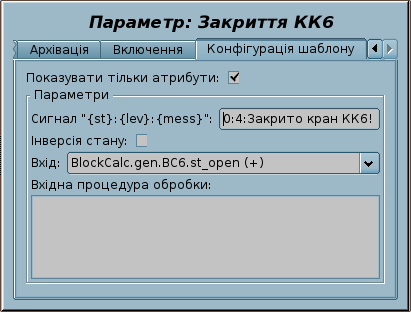 Параметр: Закриття КК6
Архівація Включення Конфігурація шаблону
Показувати тільки атрибути:
Параметри
Сигнал "{st}:{lev}:{mess}": 0:4:Закрито кран КК6!
Інверсія стану:
Вхід: BlockCalc.gen.BC6.st_open (+)
Вхідна процедура обробки: